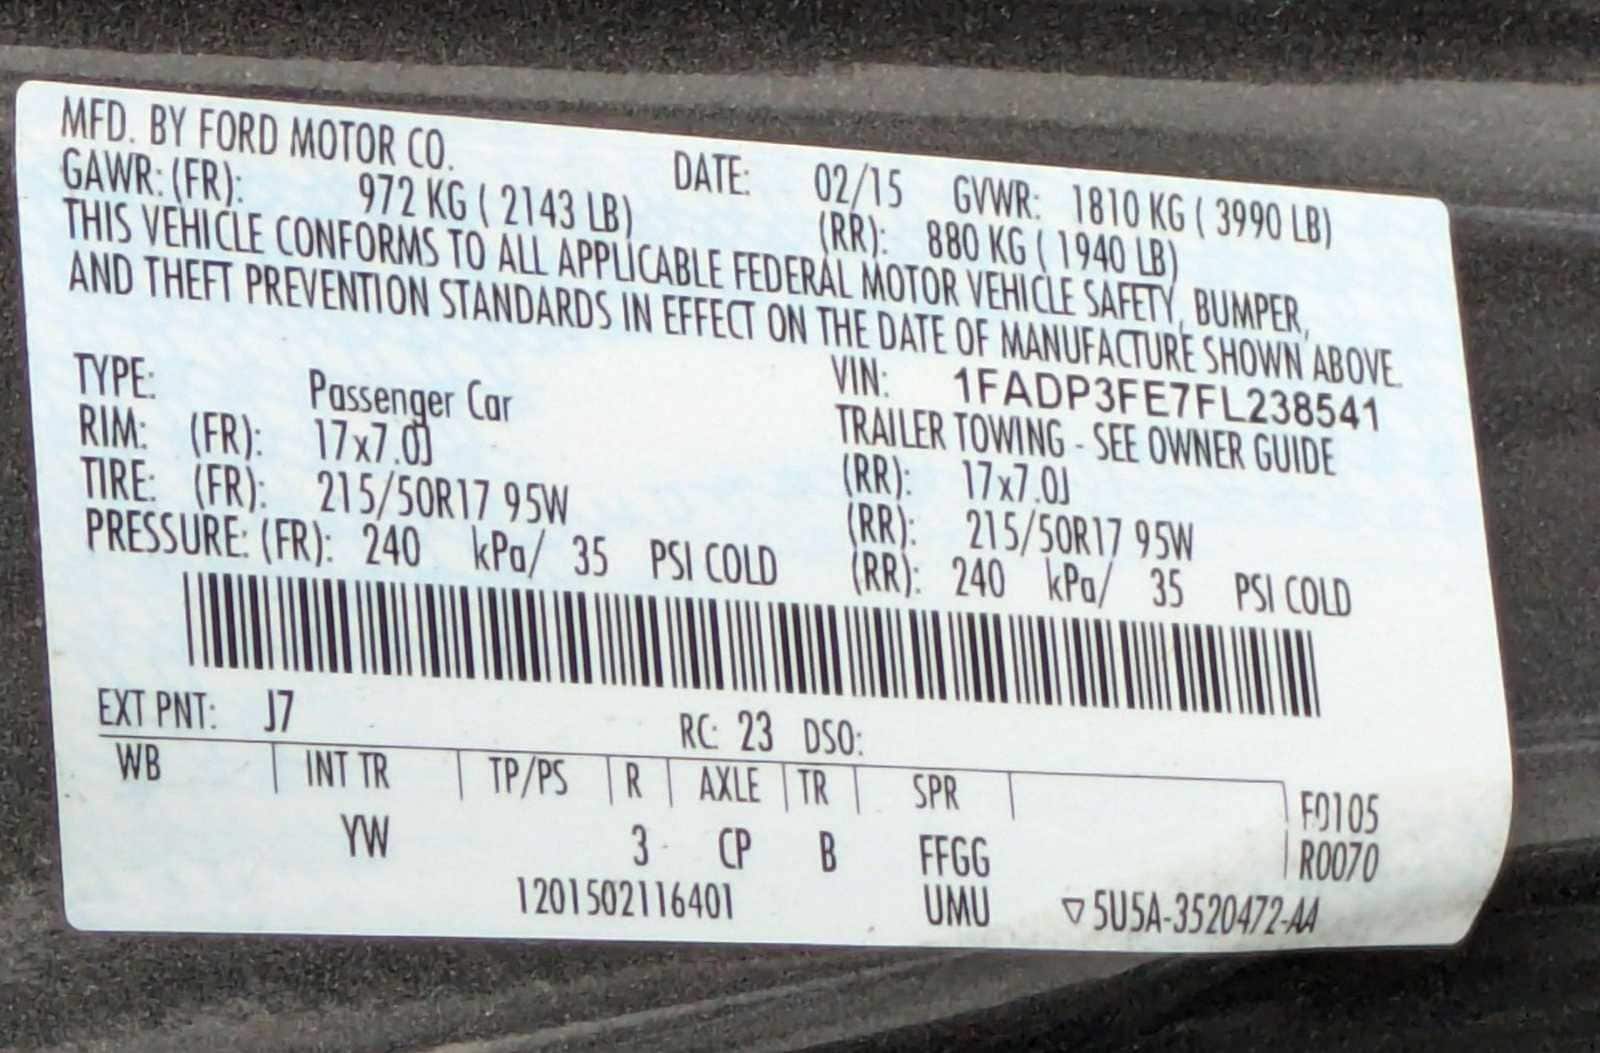 MFD. BY FORD MOTOR CO. DATE: 02/15 GVWR: 1810 KG ( 3990 LB)
GAWR: (FR): 972 KG ( 2143 LB) (RR): 880 KG ( 1940 LB)
THIS VEHICLE CONFORMS TO ALL APPLICABLE FEDERAL MOTOR VEHICLE SAFETY, BUMPER,
AND THEFT PREVENTION STANDARDS IN EFFECT ON THE DATE OF MANUFACTURE SHOWN ABOVE.
VIN: 1FADP3FE7FL238541
TYPE: Passenger Car TRAILER TOWING - SEE OWNER GUIDE
RIM: (FR): 17x7.0J (RR): 17x7.0J
TIRE: (FR): 215/50R17 95W (RR): 215/50R17 95W
PRESSURE: (FR): 240 kPa/ 35 PSI COLD (RR): 240 kPa/ 35 PSI COLD
EXT PNT: J7 RC: 23 DSO:
WB INT TR TP/PS R AXLE TR SPR F0105
YW 3 CP B FFGG R0070
1201502116401 UMU ▽5U5A-3520472-AA